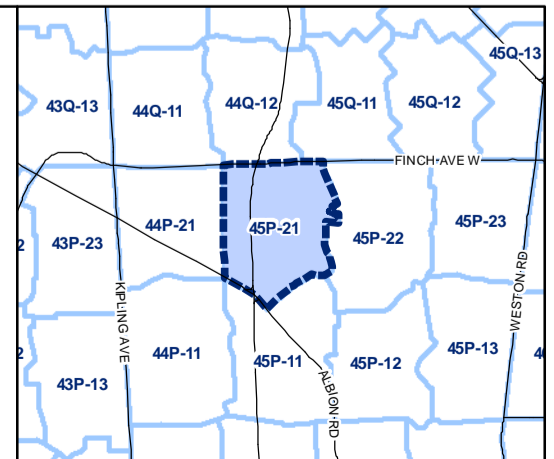 45Q-13
43Q-13
44Q-11
44Q-12
45Q-11
45Q-12
FINCH AVE W
43P-23
44P-21
45P-21
45P-22
45P-23
2
KIPLING AVE
WESTON RD
43P-13
44P-11
45P-11
ALBION RD
45P-12
45P-13
2